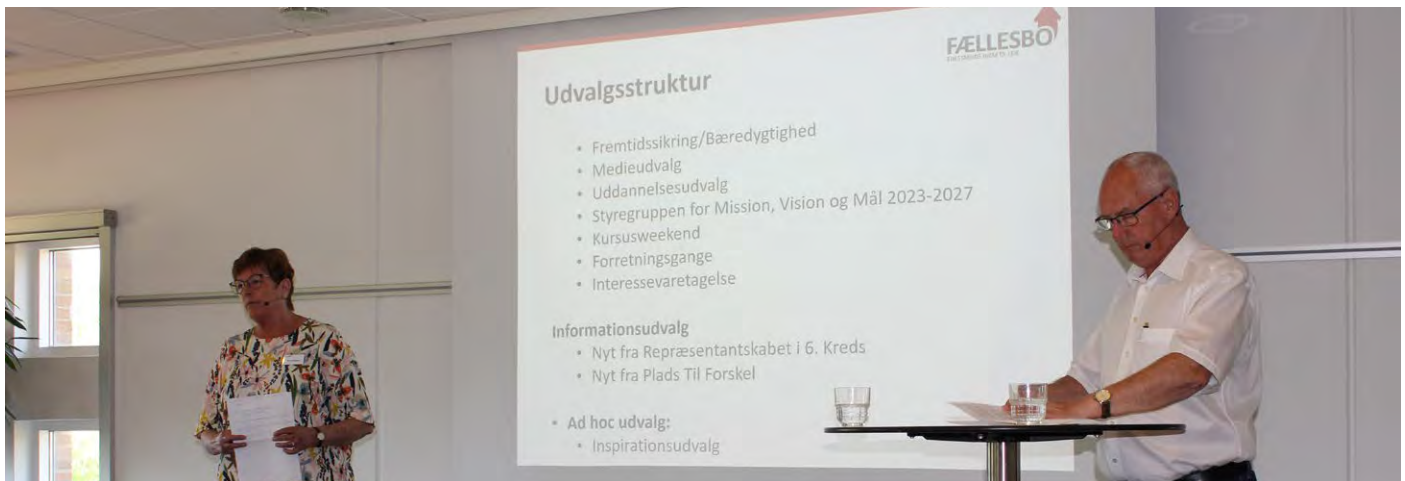 FÆLLESBO
Udvalgsstruktur
• Fremtidssikring/Bæredygtighed
• Medieudvalg
• Uddannelsesudvalg
• Styregruppen for Mission, Vision og Mål 2023-2027
• Kursusweekend
• Forretningsgange
• Interessevaretagelse
Informationsudvalg
• Nyt fra Repræsentantskabet i 6. Kreds
• Nyt fra Plads Til Forskel
• Ad hoc udvalg:
• Inspirationsudvalg